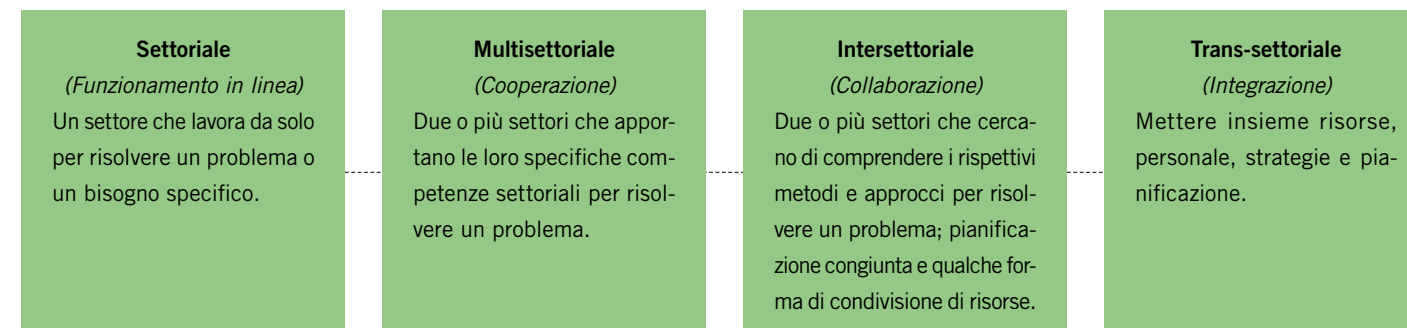 Settoriale
(Funzionamento in linea)
Un settore che lavora da solo
per risolvere un problema o
un bisogno specifico.
Multisettoriale
(Cooperazione)
Due o più settori che appor-
tano le loro specifiche com-
petenze settoriali per risol-
vere un problema.
Intersettoriale
(Collaborazione)
Due o più settori che cerca-
no di comprendere i rispettivi
metodi e approcci per risol-
vere un problema; pianifica-
zione congiunta e qualche for-
ma di condivisione di risorse.
Trans-settoriale
(Integrazione)
Mettere insieme risorse,
personale, strategie e pia-
nificazione.